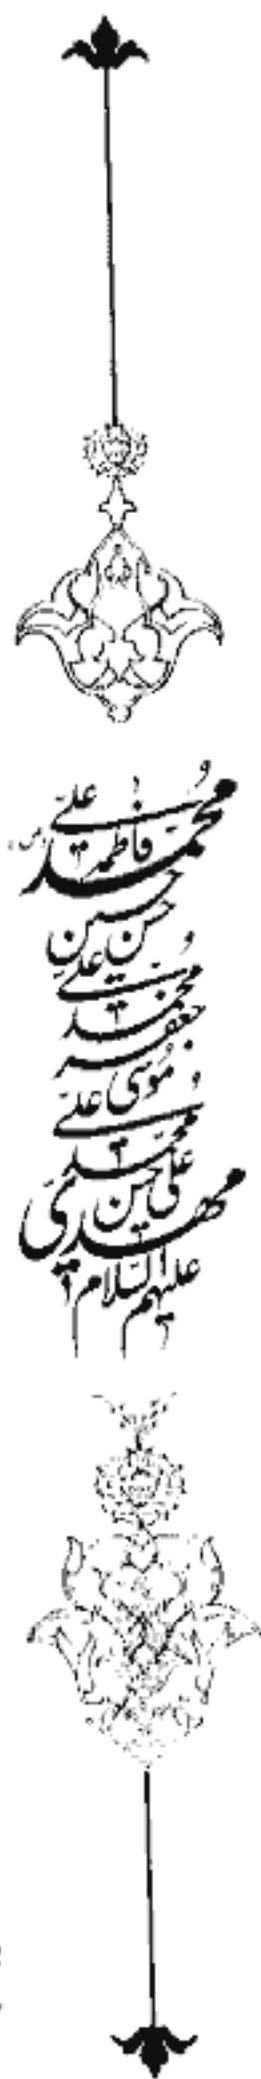 محمد (ص)
علی فاطمه
حسن حسین
علی
محمد
جعفر
موسی علی
محمد
علی حسن
مهدی
علیهم السلام